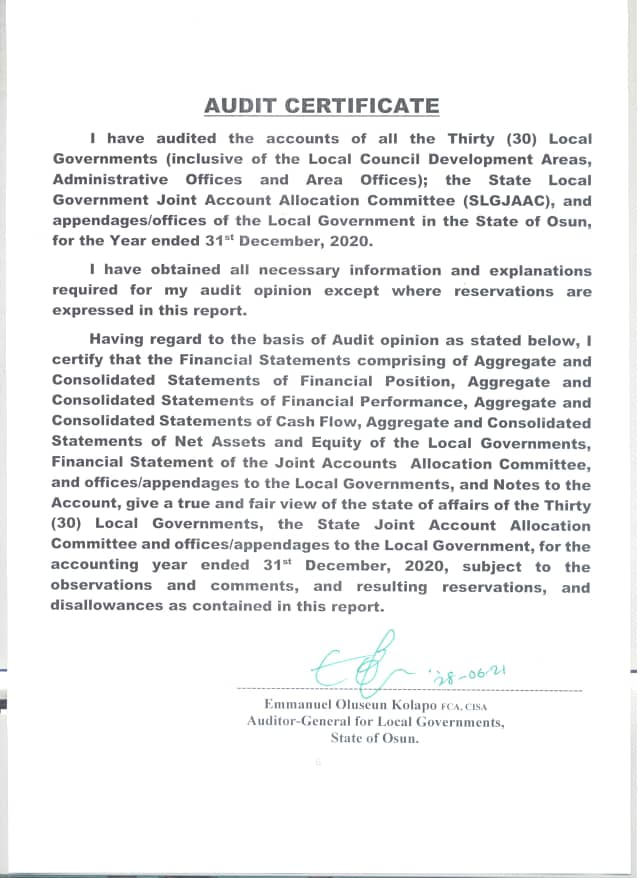 AUDIT CERTIFICATE
I have audited the accounts of all the Thirty (30) Local
Governments (inclusive of the Local Council Development Areas,
Administrative Offices and Area Offices); the State Local
Government Joint Account Allocation Committee (SLGJAAC), and
appendages/offices of the Local Government in the State of Osun,
for the Year ended 31st December, 2020.
I have obtained all necessary information and explanations
required for my audit opinion except where reservations are
expressed in this report.
Having regard to the basis of Audit opinion as stated below, I
certify that the Financial Statements comprising of Aggregate and
Consolidated Statements of Financial Position, Aggregate and
Consolidated Statements of Financial Performance, Aggregate and
Consolidated Statements of Cash Flow, Aggregate and Consolidated
Statements of Net Assets and Equity of the Local Governments,
Financial Statement of the Joint Accounts Allocation Committee,
and offices/appendages to the Local Governments, and Notes to the
Account, give a true and fair view of the state of affairs of the Thirty
(30) Local Governments, the State Joint Account Allocation
Committee and offices/appendages to the Local Government, for the
accounting year ended 31st December, 2020, subject to the
observations and comments, and resulting reservations, and
disallowances as contained in this report.
28-06-21
Emmanuel Oluseun Kolapo FCA, CISA
Auditor-General for Local Governments,
State of Osun.
6